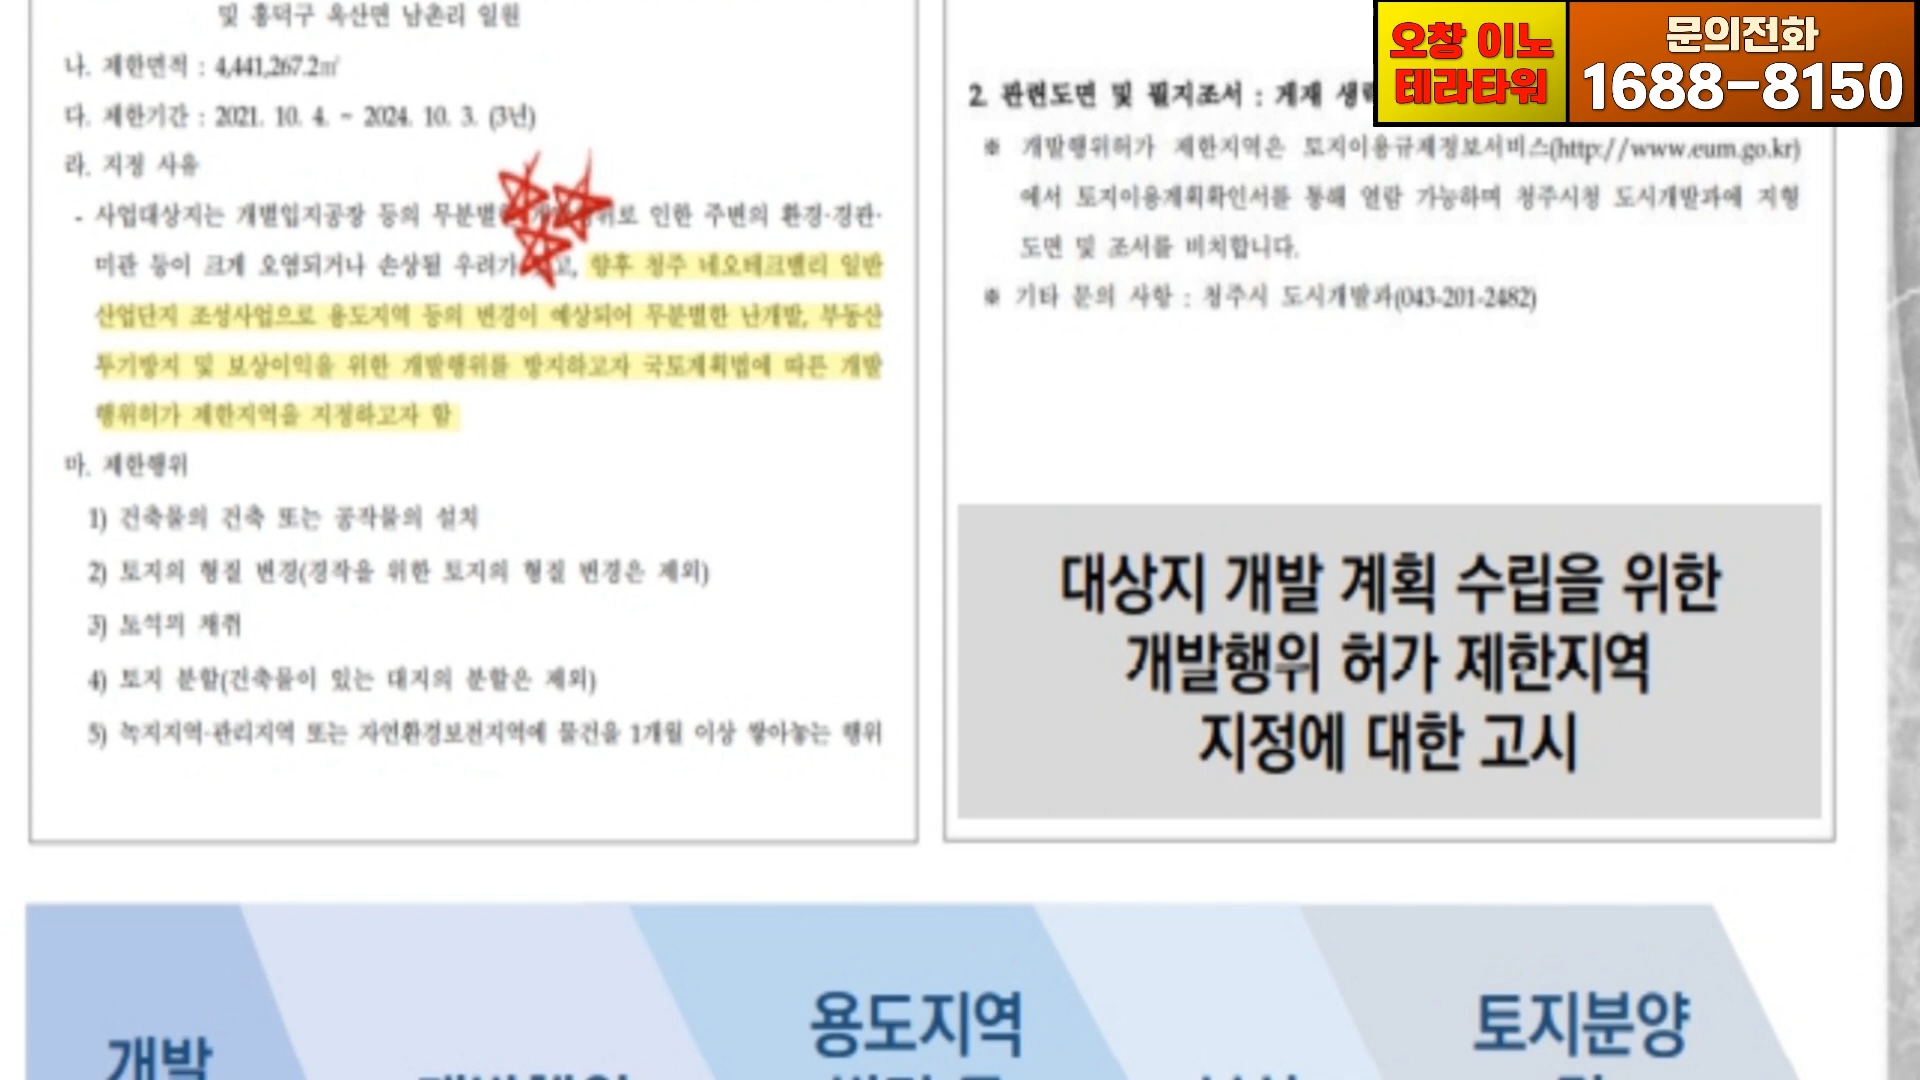 및 흥덕구 옥산면 남촌리 일원
나. 제한면적 : 4,441,267.2㎡
다. 제한기간 : 2021. 10. 4. ~ 2024. 10. 3. (3년)
라. 지정 사유
- 사업대상지는 개별입지공장 등의 무분별한 로 인한 주변의 환경·경관·
미관 등이 크게 오염되거나 손상될 우려가 고, 향후 청주 네오테크밸리 일반
산업단지 조성사업으로 용도지역 등의 변경이 예상되어 무분별한 난개발, 부동산
투기방지 및 보상이익을 위한 개발행위를 방지하고자 국토계획법에 따른 개발
행위허가 제한지역을 지정하고자 함
마. 제한행위
1) 건축물의 건축 또는 공작물의 설치
2) 토지의 형질 변경(경작을 위한 토지의 형질 변경은 제외)
3) 토석의 채취
4) 토지 분할(건축물이 있는 대지의 분할은 제외)
5) 녹지지역·관리지역 또는 자연환경보전지역에 물건을 1개월 이상 쌓아놓는 행위
오창 이노
테라타워
문의전화
1688-8150
2. 관련도면 및 필지조서 : 게재 생략
※ 개발행위허가 제한지역은 토지이용규제정보서비스(http://www.eum.go.kr)
에서 토지이용계획확인서를 통해 열람 가능하며 청주시청 도시개발과에 지형
도면 및 조서를 비치합니다.
※ 기타 문의 사항 : 청주시 도시개발과(043-201-2482)
대상지 개발 계획 수립을 위한
개발행위 허가 제한지역
지정에 대한 고시
개발
용도지역
토지분양